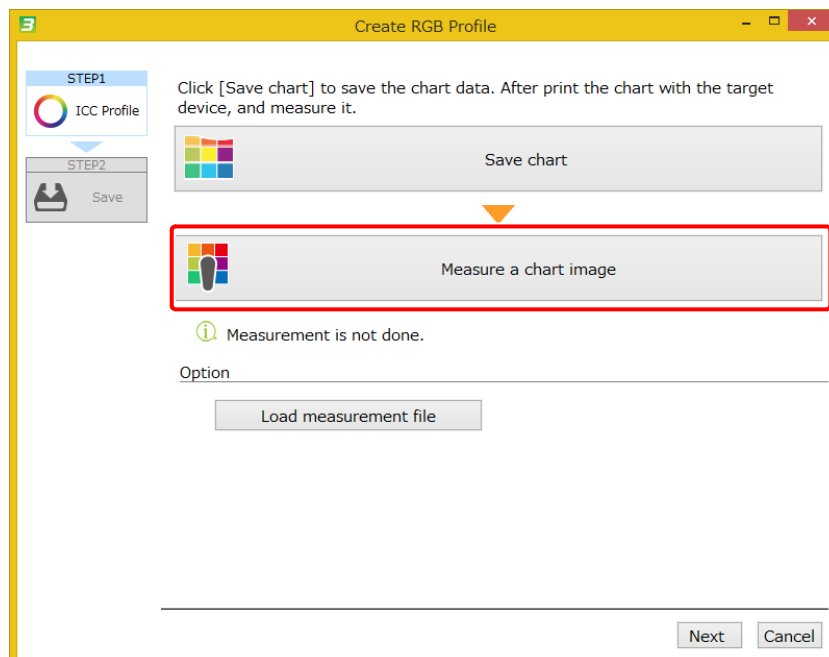 3
Create RGB Profile
STEP1
ICC Profile
STEP2
Save
Click [Save chart] to save the chart data. After print the chart with the target
device, and measure it.
Save chart
Measure a chart image
Measurement is not done.
Option
Load measurement file
Next
Cancel